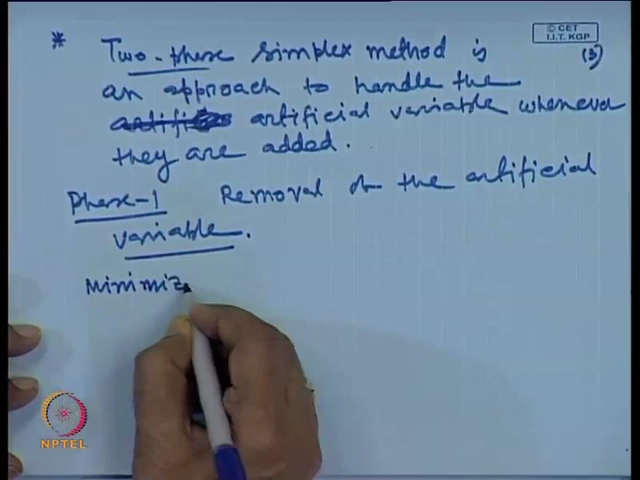 © CET
I.I.T. KGP
(3)
* Two-phase simplex method is
an approach to handle the
artificial variable whenever
they are added.
Phase-1 Removal of the artificial
variable.
Minimiz
NPTEL